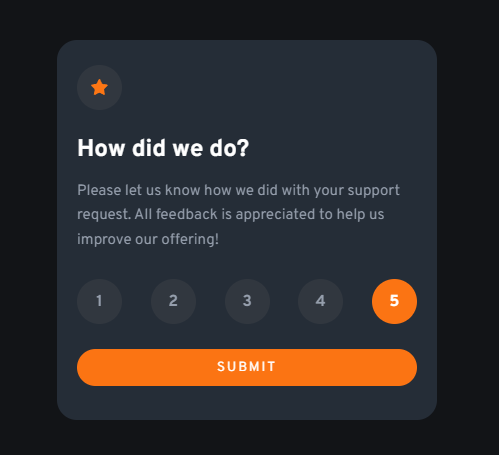 How did we do?
Please let us know how we did with your support
request. All feedback is appreciated to help us
improve our offering!
1 2 3 4 5
SUBMIT